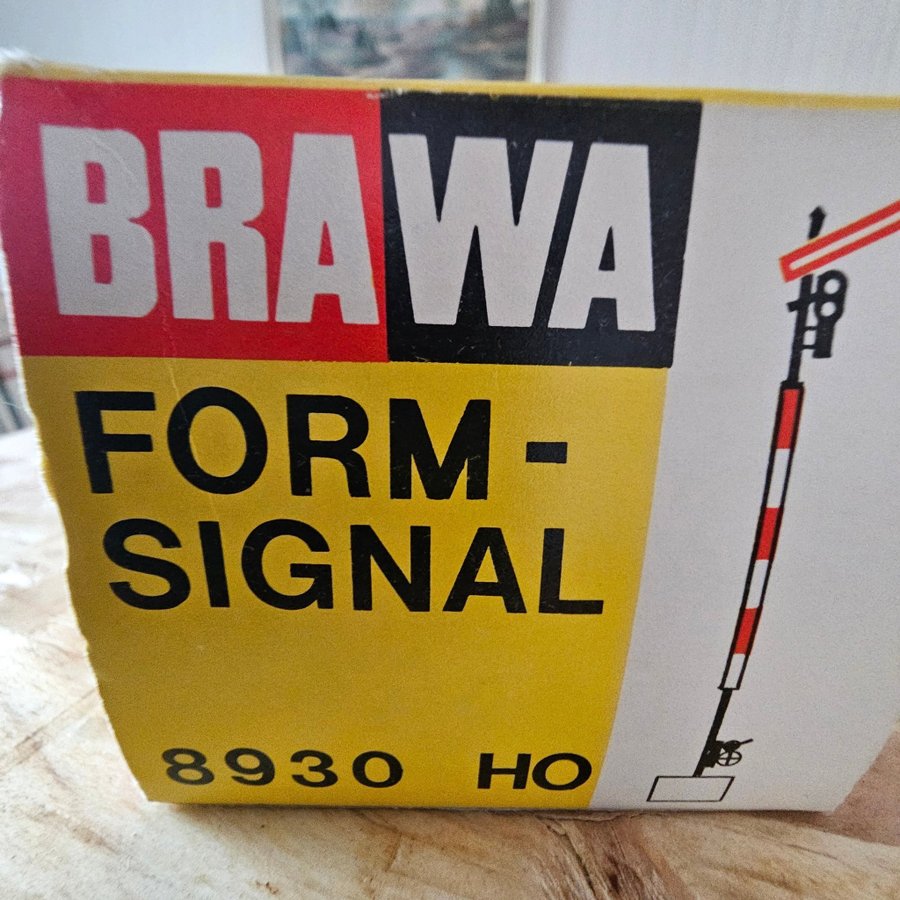 BRAWA
FORM-
SIGNAL
8930 HO